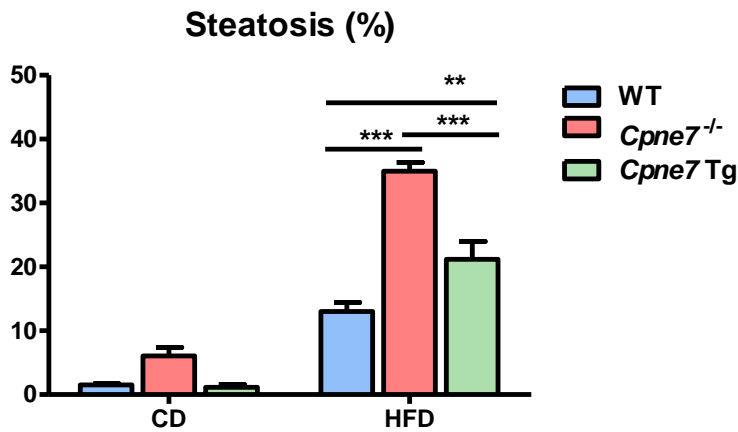 Steatosis (%)
50
40
30
20
10
0
CD
HFD
**
***
***
WT
Cpne7 -/-
Cpne7 Tg